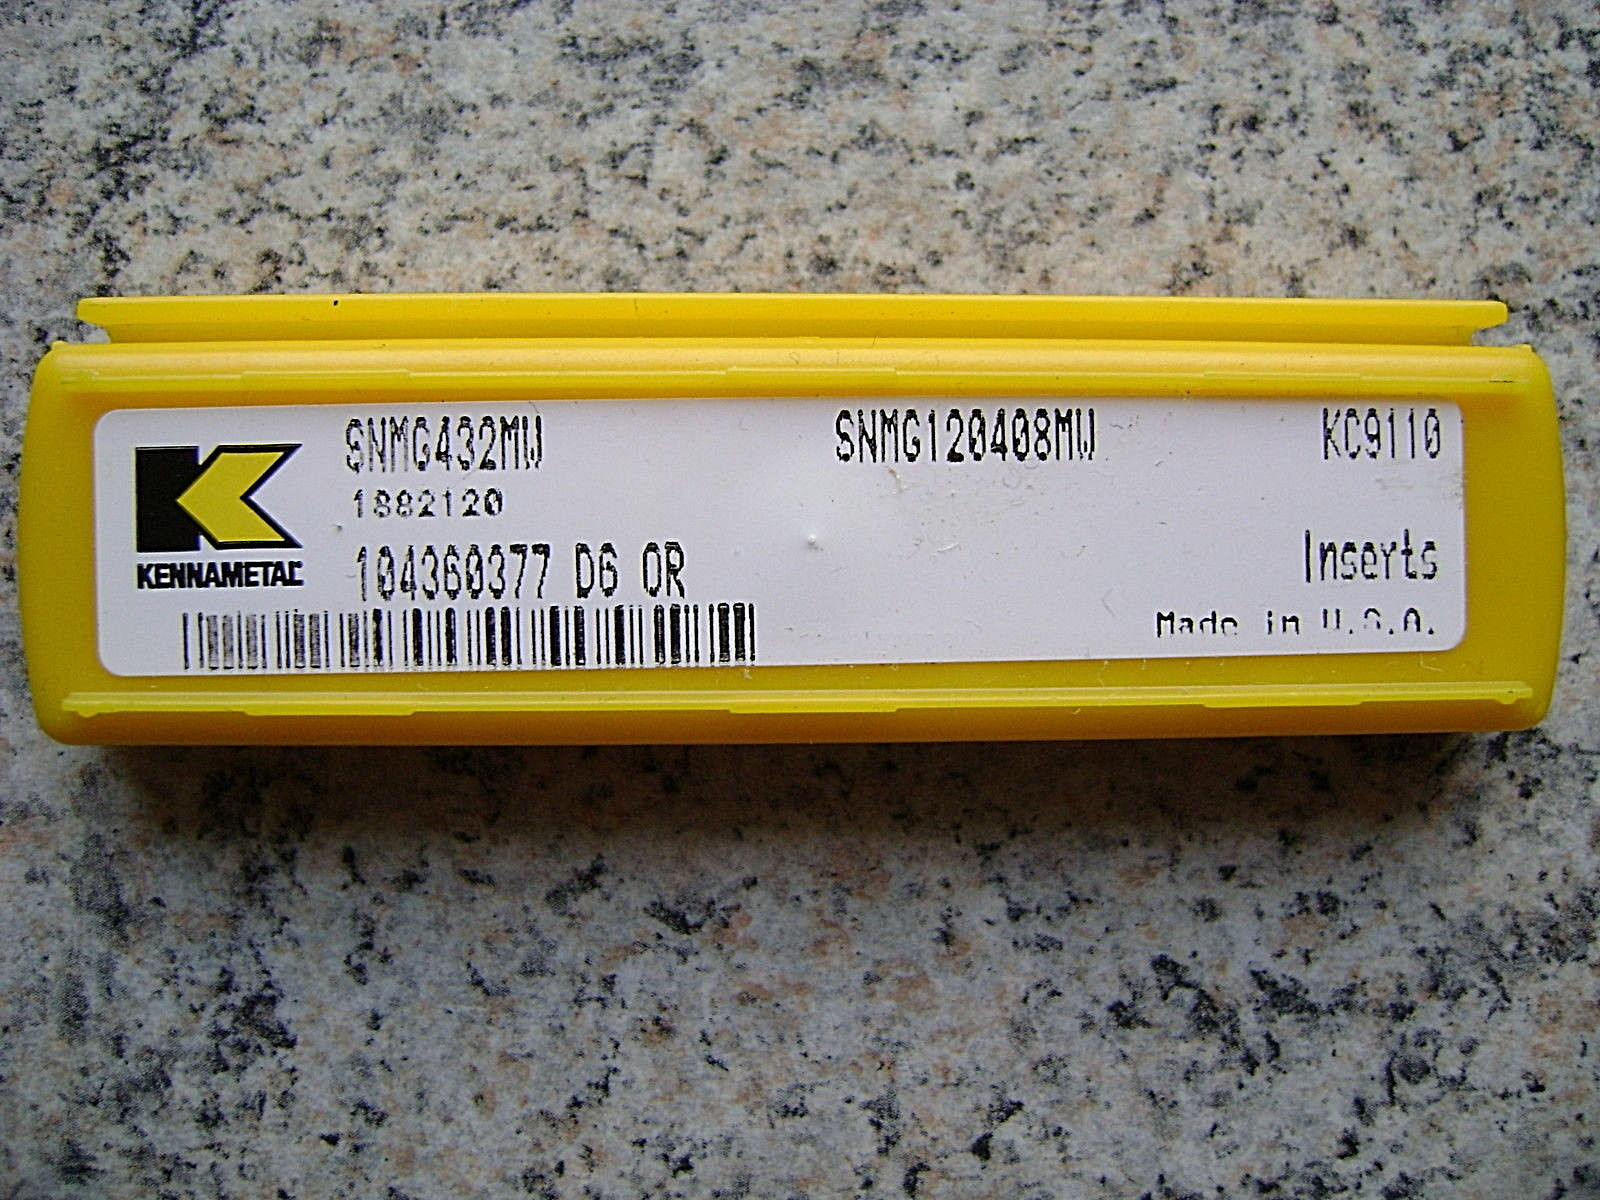 SNMG432MW SNMG120408MW KC9110
1882120
KENNAMETAL
104360377 D6 OR
Inserts
Made in U.S.A.